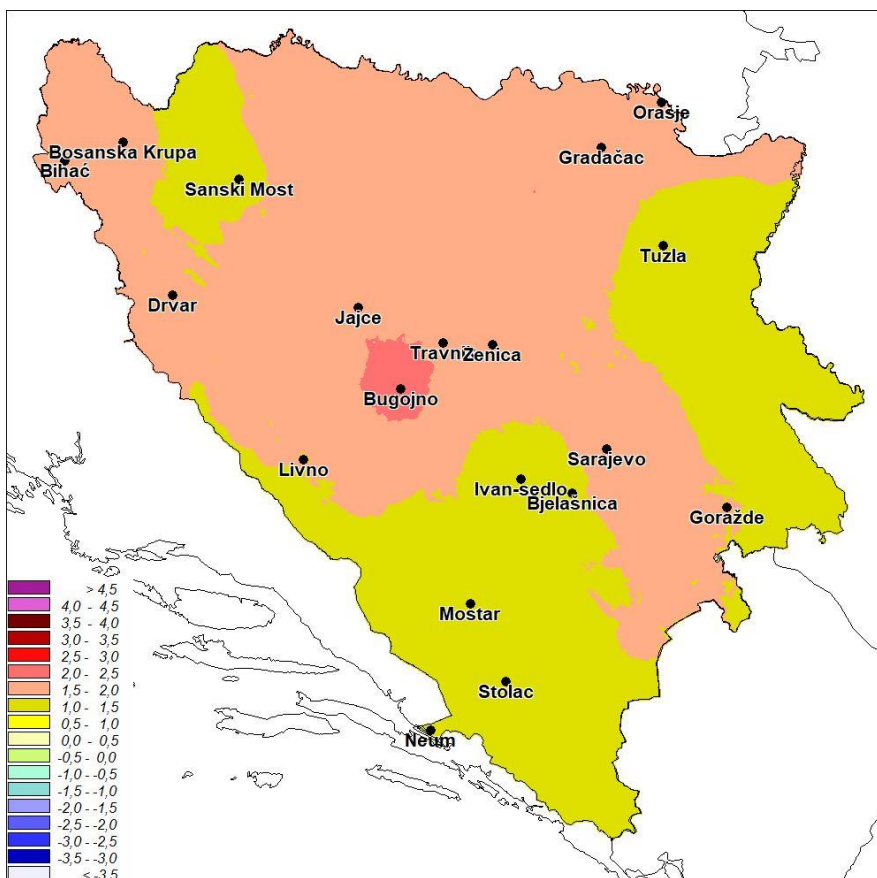 Orašje
Gradačac
Bosanska Krupa
Bihać
Sanski Most
Tuzla
Drvar
Jajce
Travnik
Zenica
Bugojno
Livno
Sarajevo
Ivan-sedlo
Bjelašnica
Goražde
Mostar
Stolac
Neum
> 4,5
4,0 - 4,5
3,5 - 4,0
3,0 - 3,5
2,5 - 3,0
2,0 - 2,5
1,5 - 2,0
1,0 - 1,5
0,5 - 1,0
0,0 - 0,5
-0,5 - 0,0
-1,0 - -0,5
-1,5 - -1,0
-2,0 - -1,5
-2,5 - -2,0
-3,0 - -2,5
-3,5 - -3,0
< -3,5